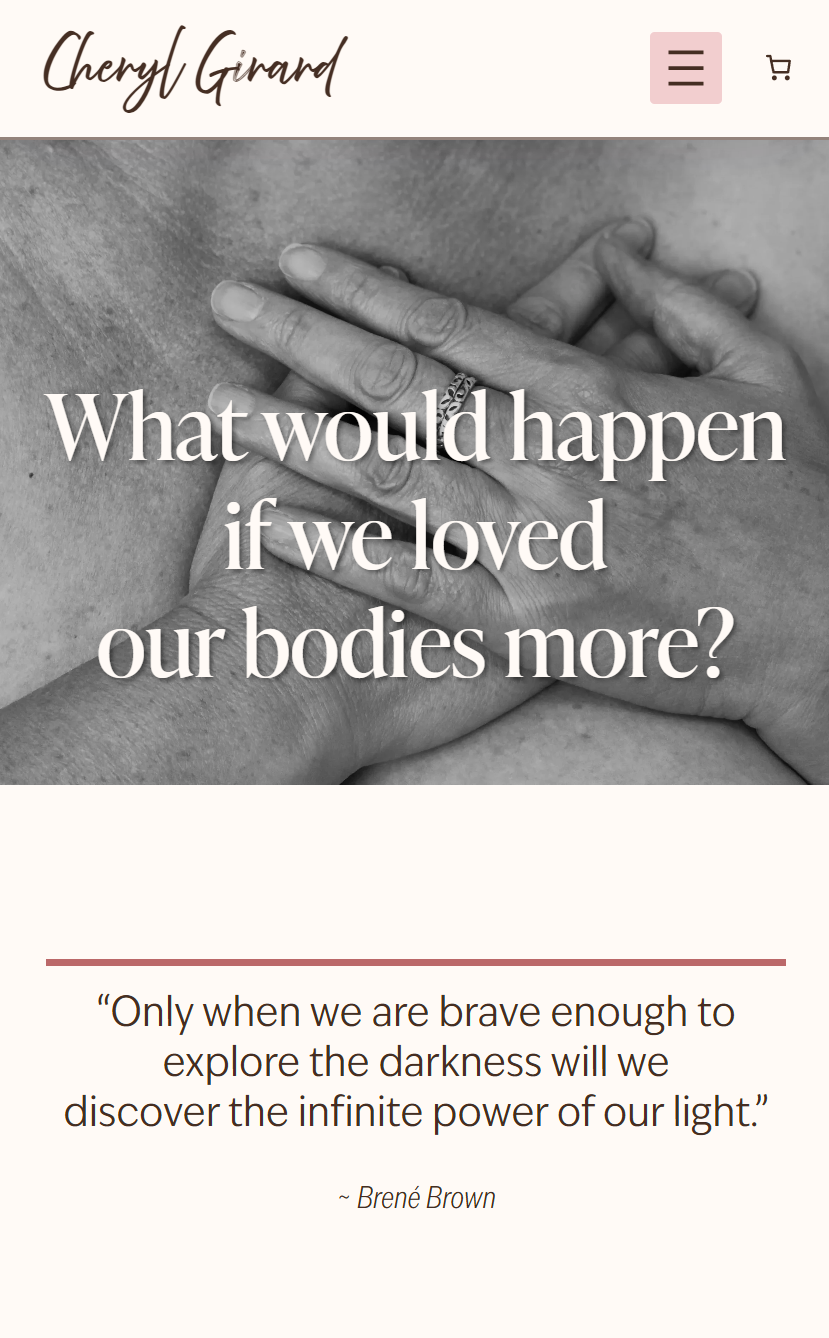 Cheryl Girard
What would happen
if we loved
our bodies more?
“Only when we are brave enough to
explore the darkness will we
discover the infinite power of our light.”
~ Brené Brown